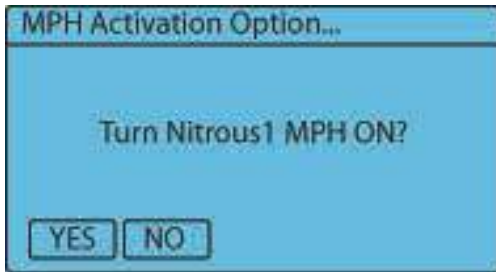 MPH Activation Option...
Turn Nitrous1 MPH ON?
YES NO